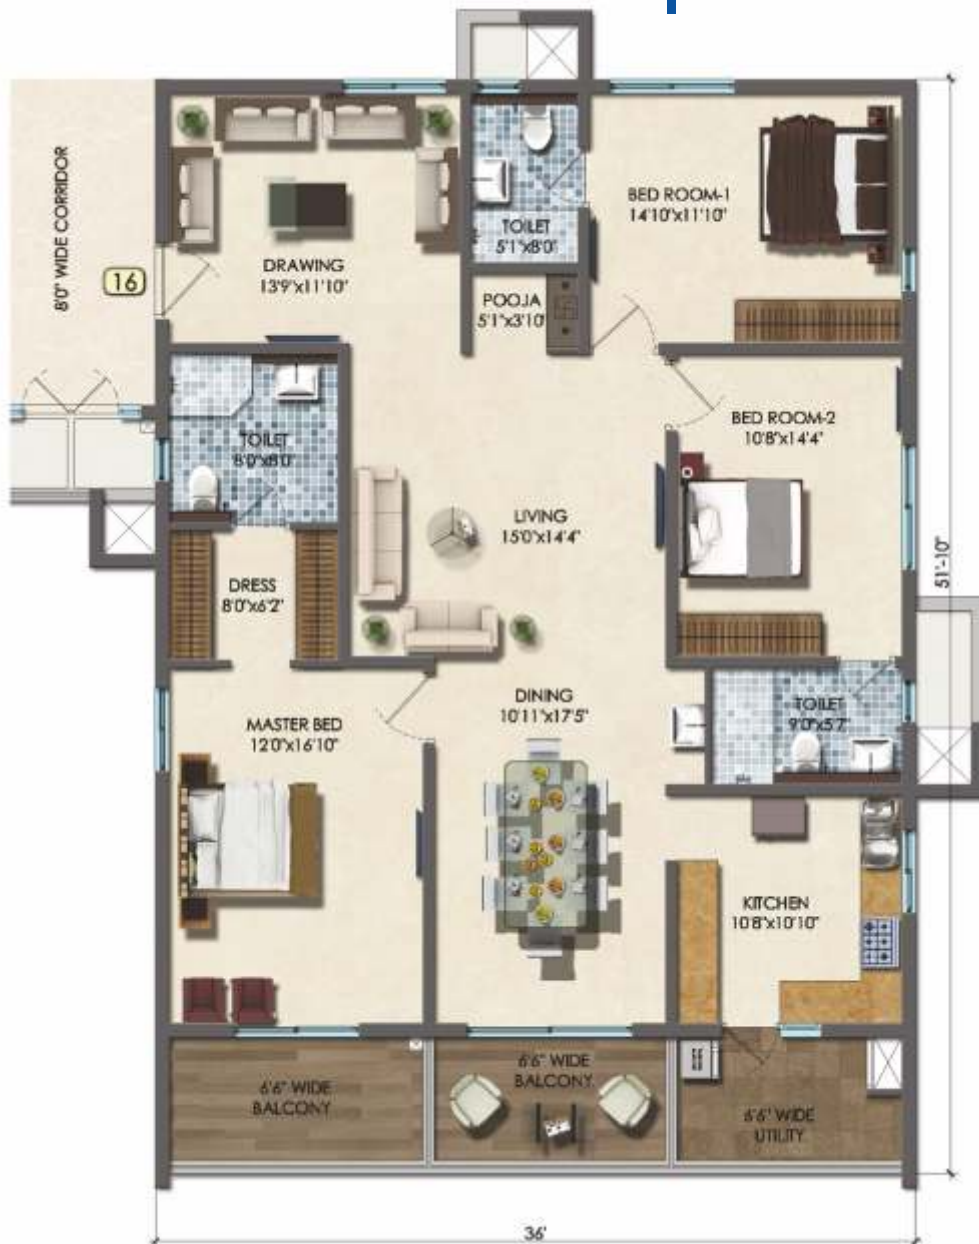 8'0" WIDE CORRIDOR
16
DRAWING
13'9"x11'10"
TOILET
5'1"x8'0"
POOJA
5'1"x3'10"
BED ROOM-1
14'10"x11'10"
TOILET
8'0"x8'0"
BED ROOM-2
10'8"x14'4"
LIVING
15'0"x14'4"
DRESS
8'0"x6'2"
51'-10"
MASTER BED
12'0"x16'10"
DINING
10'11"x17'5"
TOILET
9'0"x5'7"
KITCHEN
10'8"x10'10"
6'6" WIDE
BALCONY
6'6" WIDE
BALCONY
6'6" WIDE
UTILITY
36'